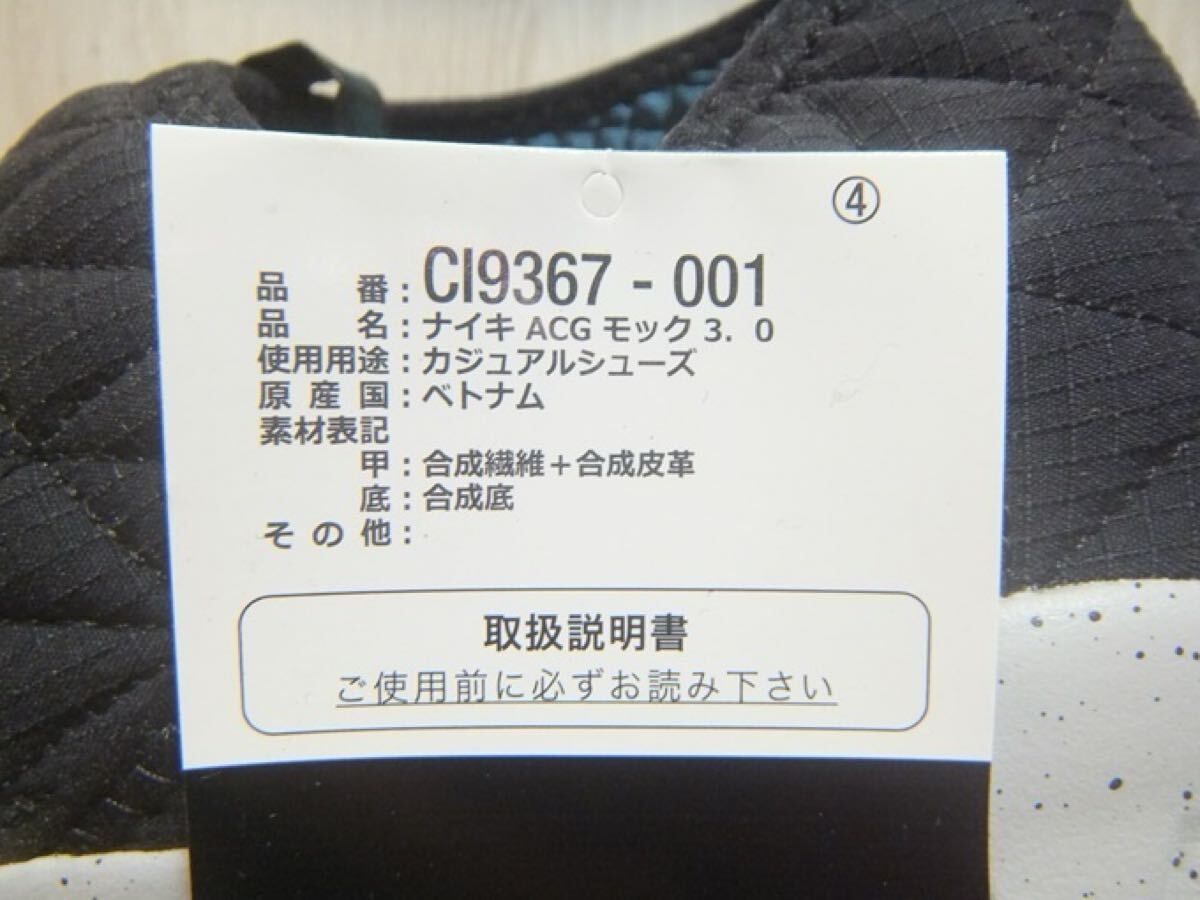 ④
品番:CI9367 - 001
品名:ナイキ ACG モック 3. 0
使用用途:カジュアルシューズ
原産国:ベトナム
素材表記
甲:合成繊維+合成皮革
底:合成底
その他:
取扱説明書
ご使用前に必ずお読み下さい